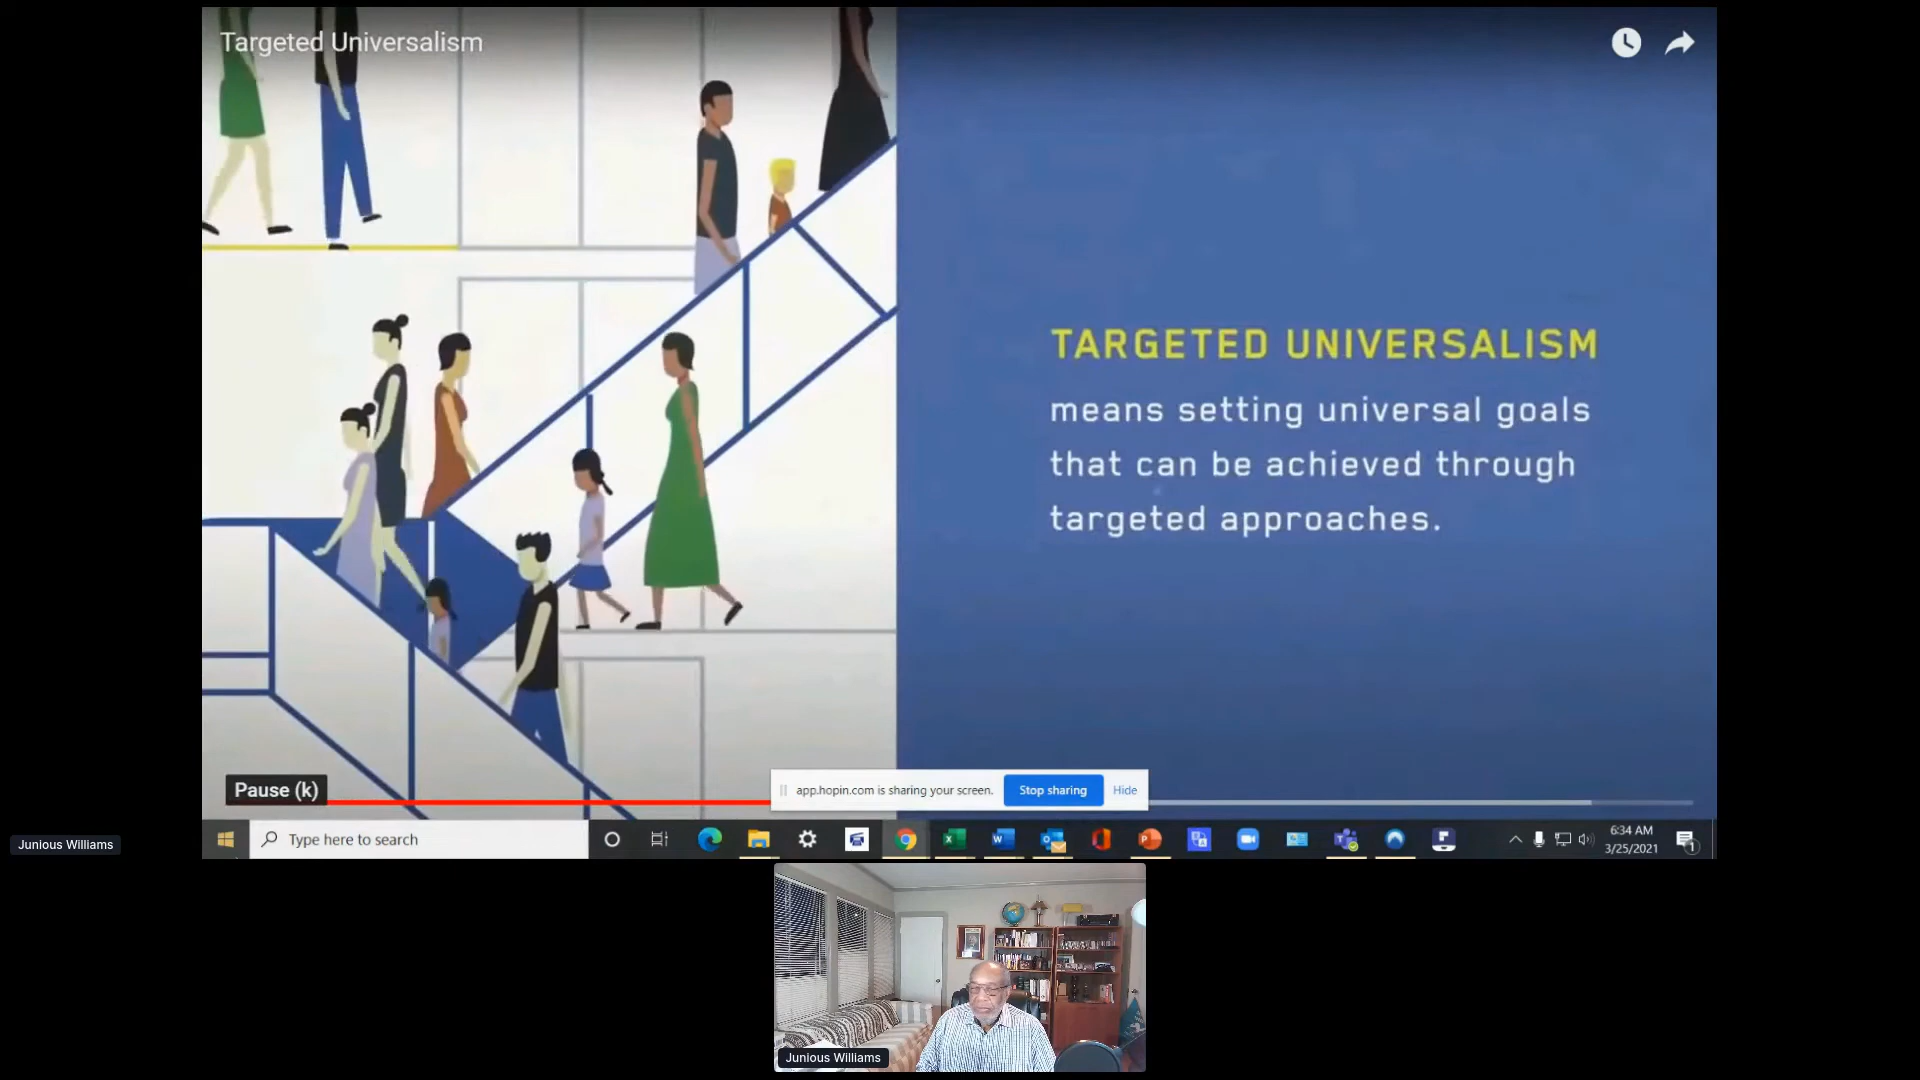 Targeted Universalism
TARGETED UNIVERSALISM
means setting universal goals
that can be achieved through
targeted approaches.
Pause (k)
app.hopin.com is sharing your screen.
Stop sharing
Hide
Type here to search
6:34 AM
3/25/2021
1
Junious Williams
Junious Williams